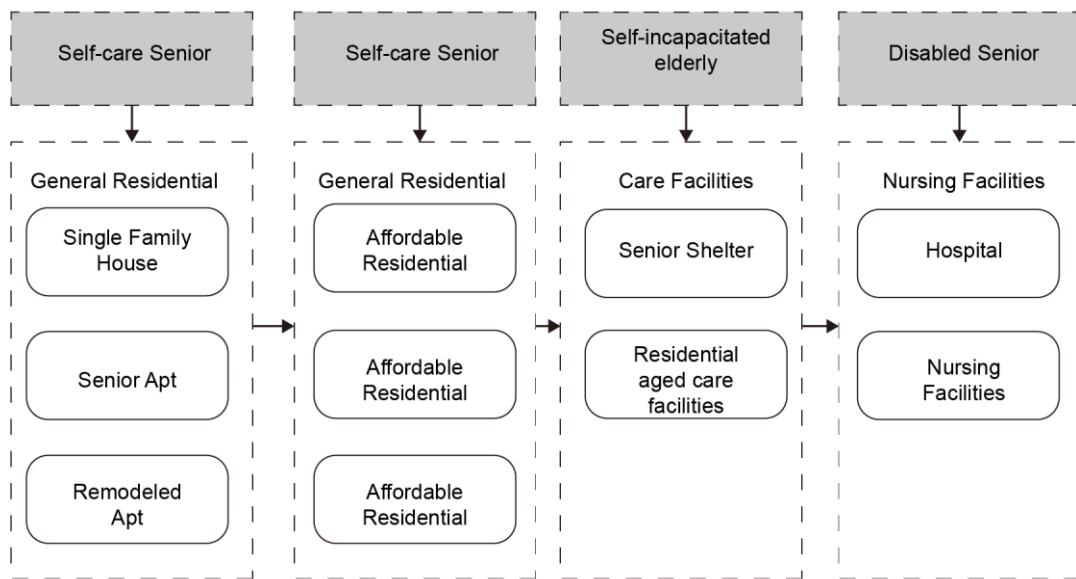 Self-care Senior
Self-care Senior
Self-incapacitated
elderly
Disabled Senior
General Residential
Single Family
House
Senior Apt
Remodeled
Apt
General Residential
Affordable
Residential
Affordable
Residential
Affordable
Residential
Care Facilities
Senior Shelter
Residential
aged care
facilities
Nursing Facilities
Hospital
Nursing
Facilities